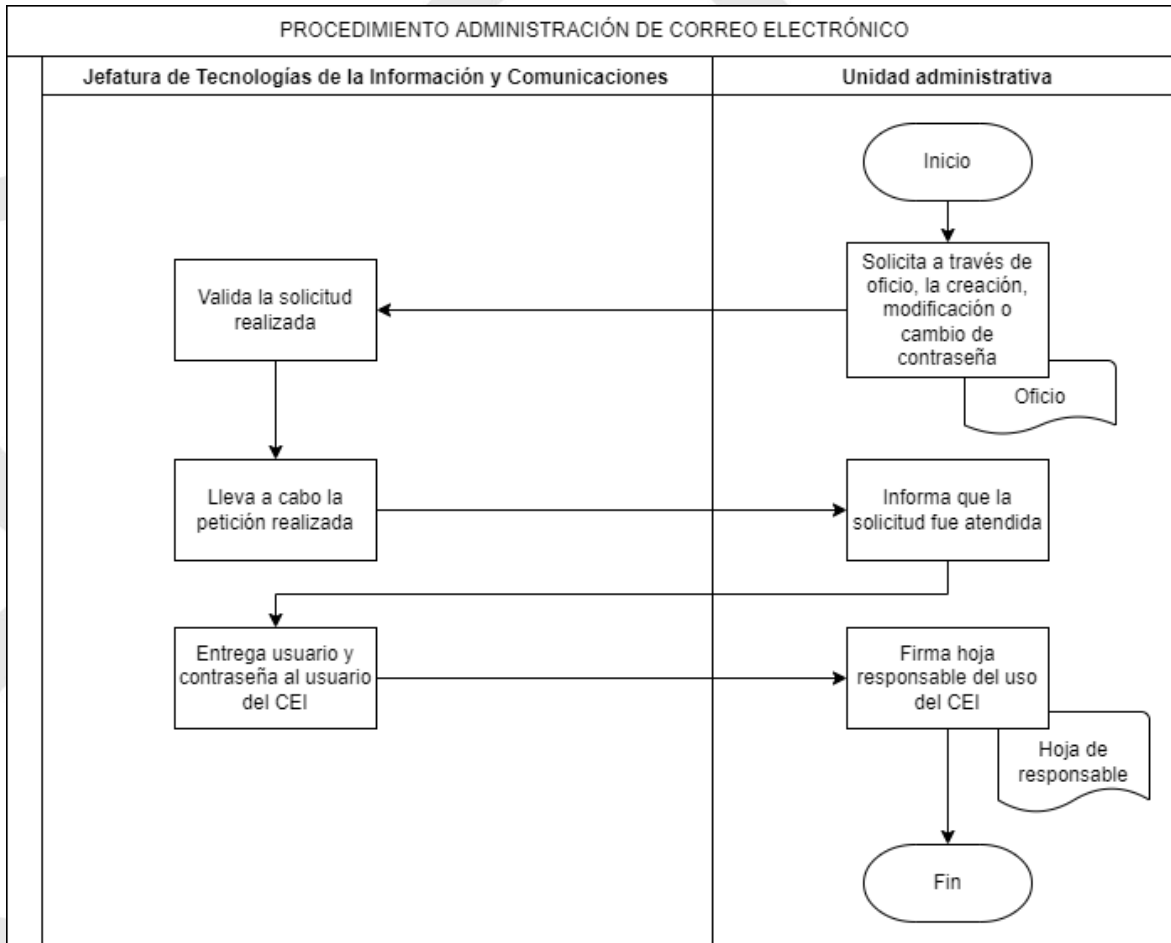 PROCEDIMIENTO ADMINISTRACIÓN DE CORREO ELECTRÓNICO
Jefatura de Tecnologías de la Información y Comunicaciones
Unidad administrativa
Inicio
Solicita a través de
oficio, la creación,
modificación o
cambio de
contraseña
Oficio
Valida la solicitud
realizada
Lleva a cabo la
petición realizada
Informa que la
solicitud fue atendida
Entrega usuario y
contraseña al usuario
del CEI
Firma hoja
responsable del uso
del CEI
Hoja de
responsable
Fin